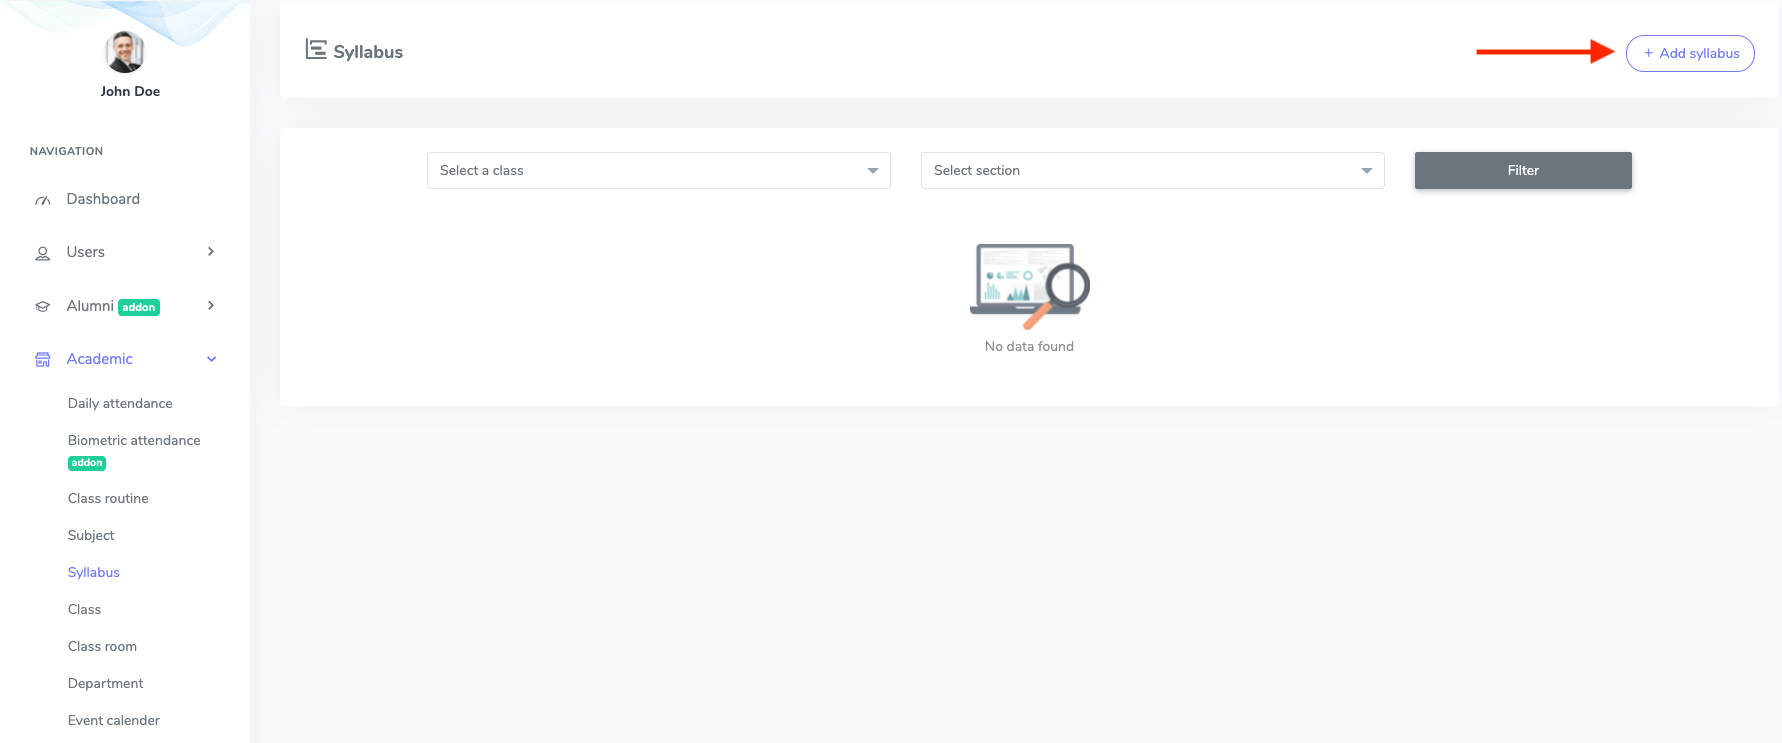 John Doe
NAVIGATION
Dashboard
Users
Alumni addon
Academic
Daily attendance
Biometric attendance
addon
Class routine
Subject
Syllabus
Class
Class room
Department
Event calender
Syllabus
+ Add syllabus
Select a class
Select section
Filter
No data found